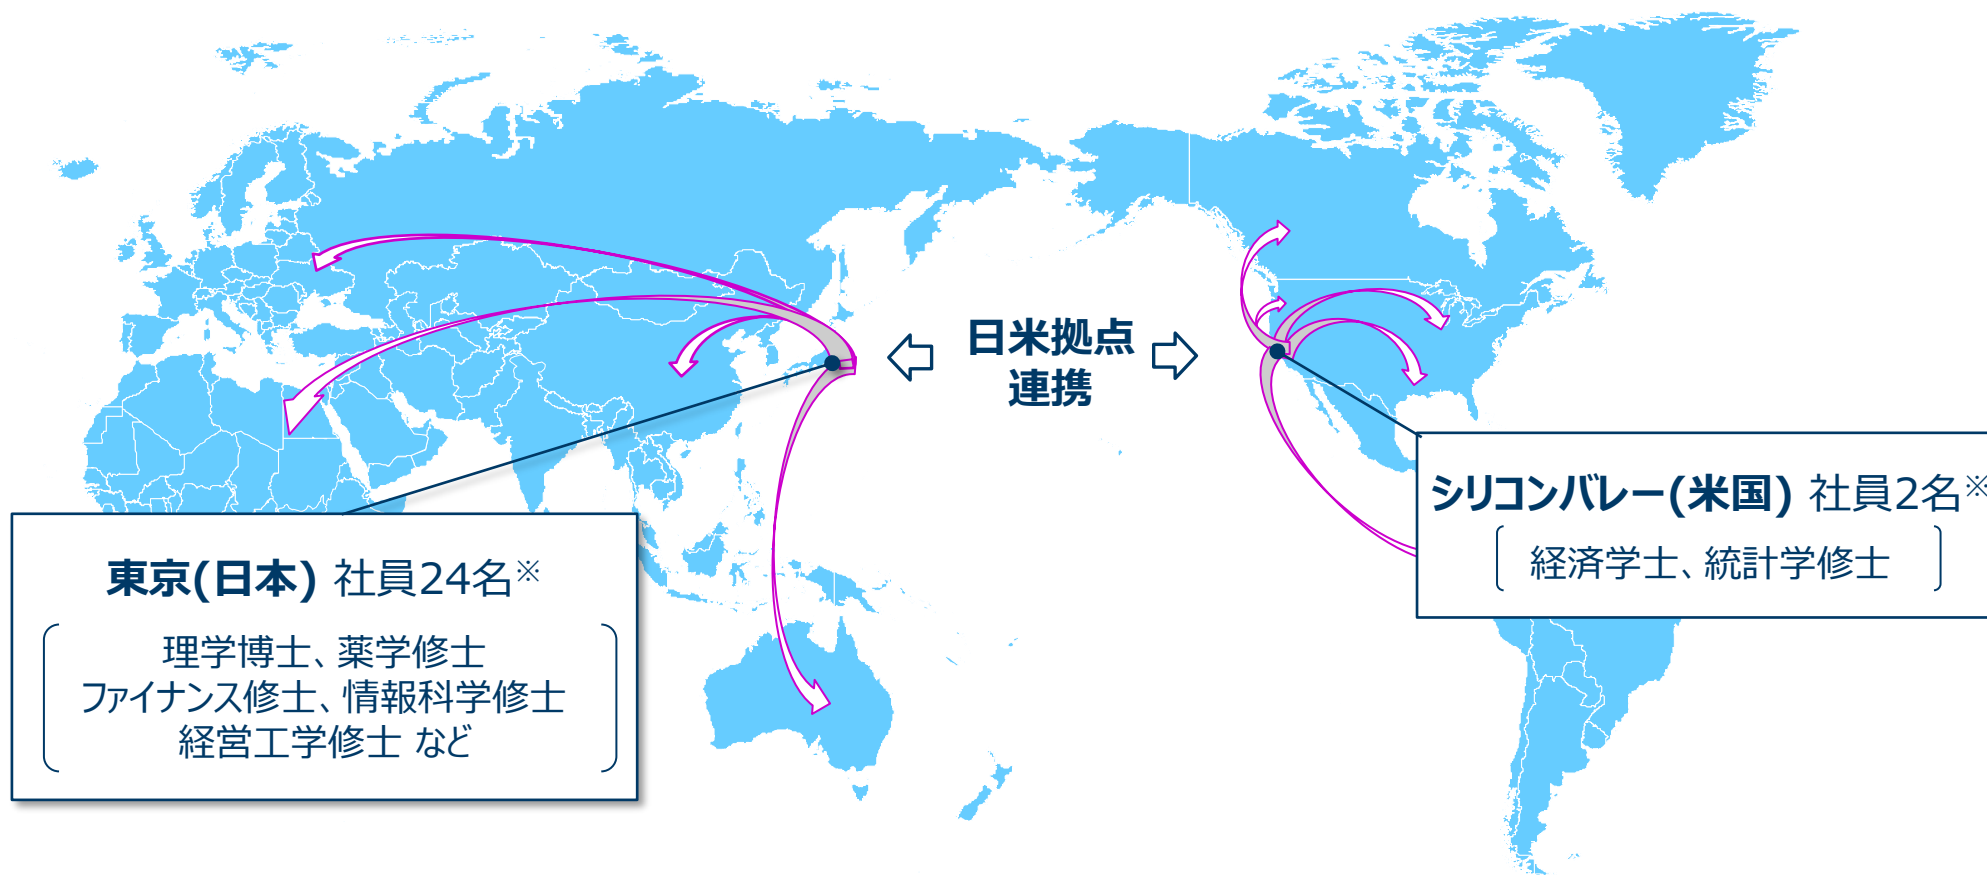 日米拠点
連携
シリコンバレー(米国) 社員2名※
経済学士、統計学修士
東京(日本) 社員24名※
理学博士、薬学修士
ファイナンス修士、情報科学修士
経営工学修士 など